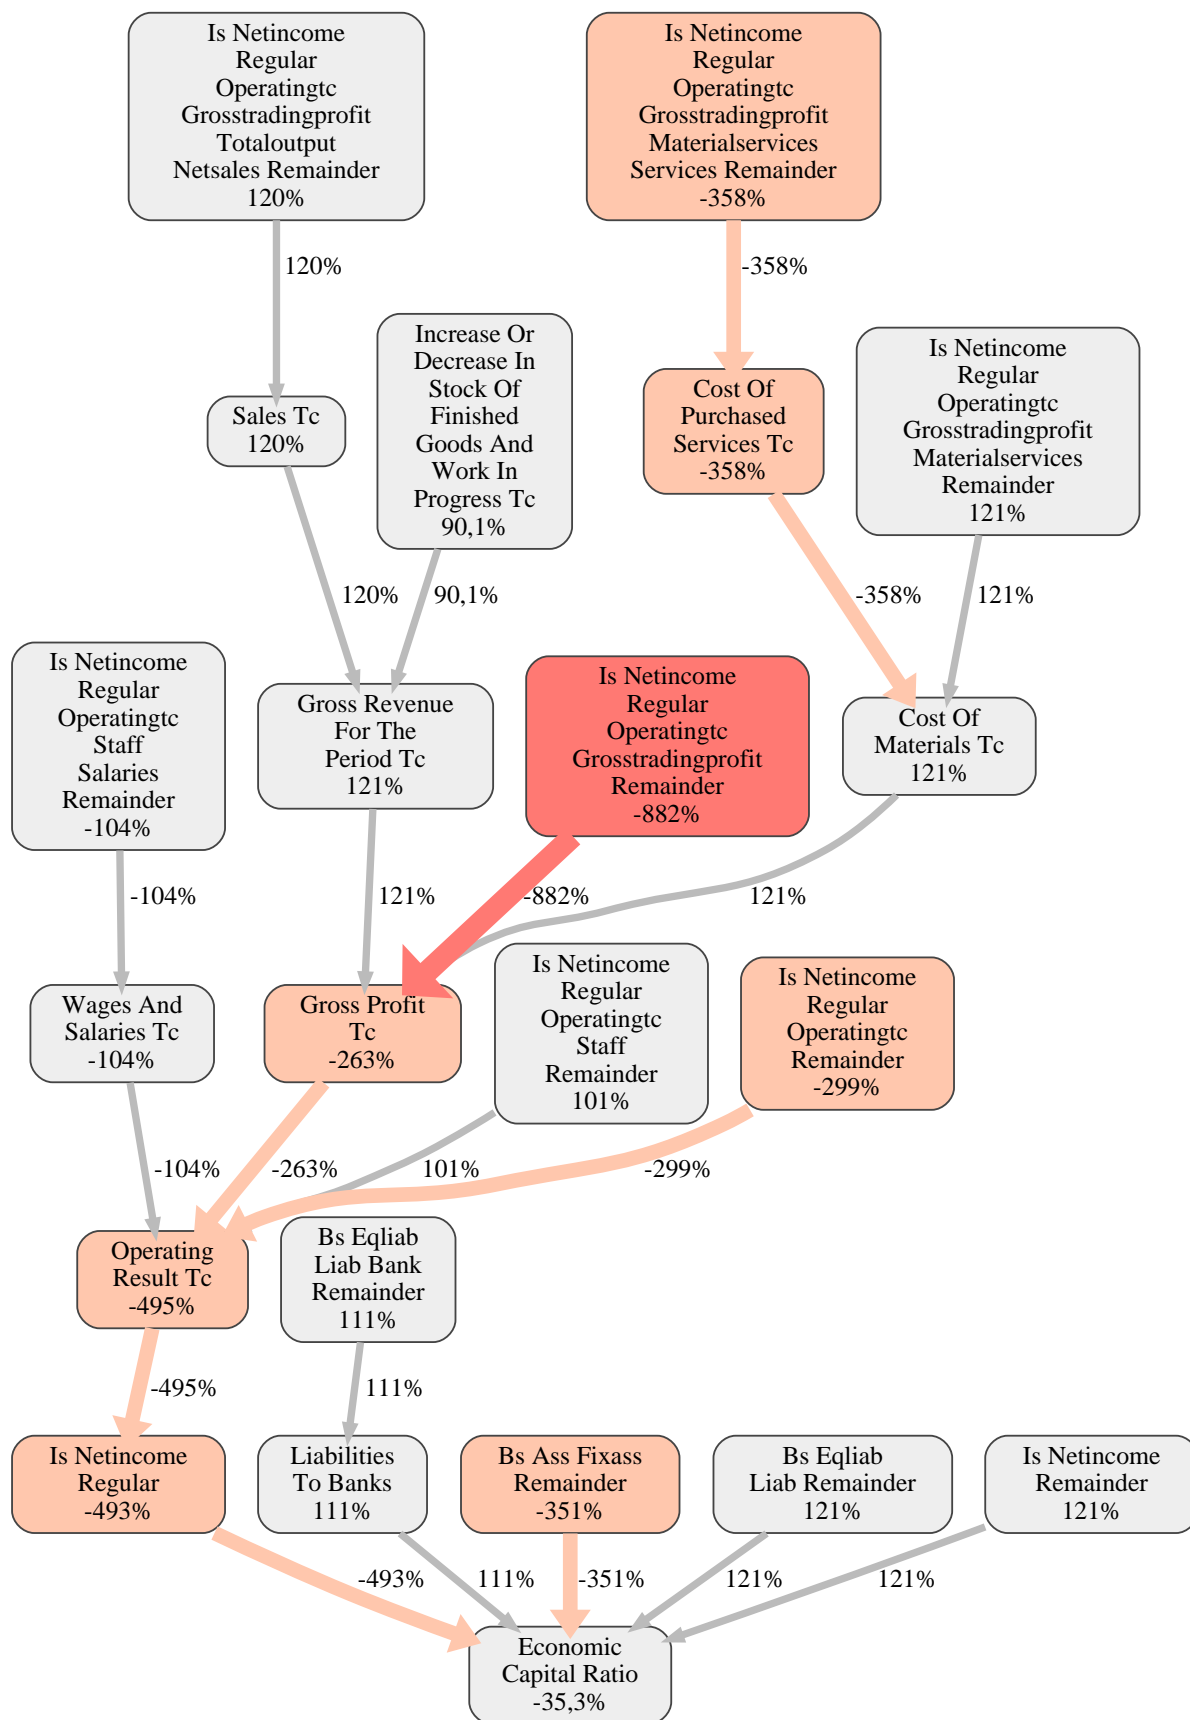 Is Netincome
Regular
Operatingtc
Grosstradingprofit
Totaloutput
Netsales Remainder
120%
Is Netincome
Regular
Operatingtc
Grosstradingprofit
Materialservices
Services Remainder
-358%
120%
-358%
Increase Or
Decrease In
Stock Of
Finished
Goods And
Work In
Progress Tc
90,1%
Is Netincome
Regular
Operatingtc
Grosstradingprofit
Materialservices
Remainder
121%
Sales Tc
120%
Cost Of
Purchased
Services Tc
-358%
120%
90,1%
-358%
121%
Is Netincome
Regular
Operatingtc
Staff
Salaries
Remainder
-104%
Gross Revenue
For The
Period Tc
121%
Is Netincome
Regular
Operatingtc
Grosstradingprofit
Remainder
-882%
Cost Of
Materials Tc
121%
-104%
121%
-882%
121%
Wages And
Salaries Tc
-104%
Gross Profit
Tc
-263%
Is Netincome
Regular
Operatingtc
Staff
Remainder
101%
Is Netincome
Regular
Operatingtc
Remainder
-299%
-104%
-263%
101%
-299%
Operating
Result Tc
-495%
Bs Eqliab
Liab Bank
Remainder
111%
-495%
111%
Is Netincome
Regular
-493%
Liabilities
To Banks
111%
Bs Ass Fixass
Remainder
-351%
Bs Eqliab
Liab Remainder
121%
Is Netincome
Remainder
121%
-493%
111%
-351%
121%
121%
Economic
Capital Ratio
-35,3%